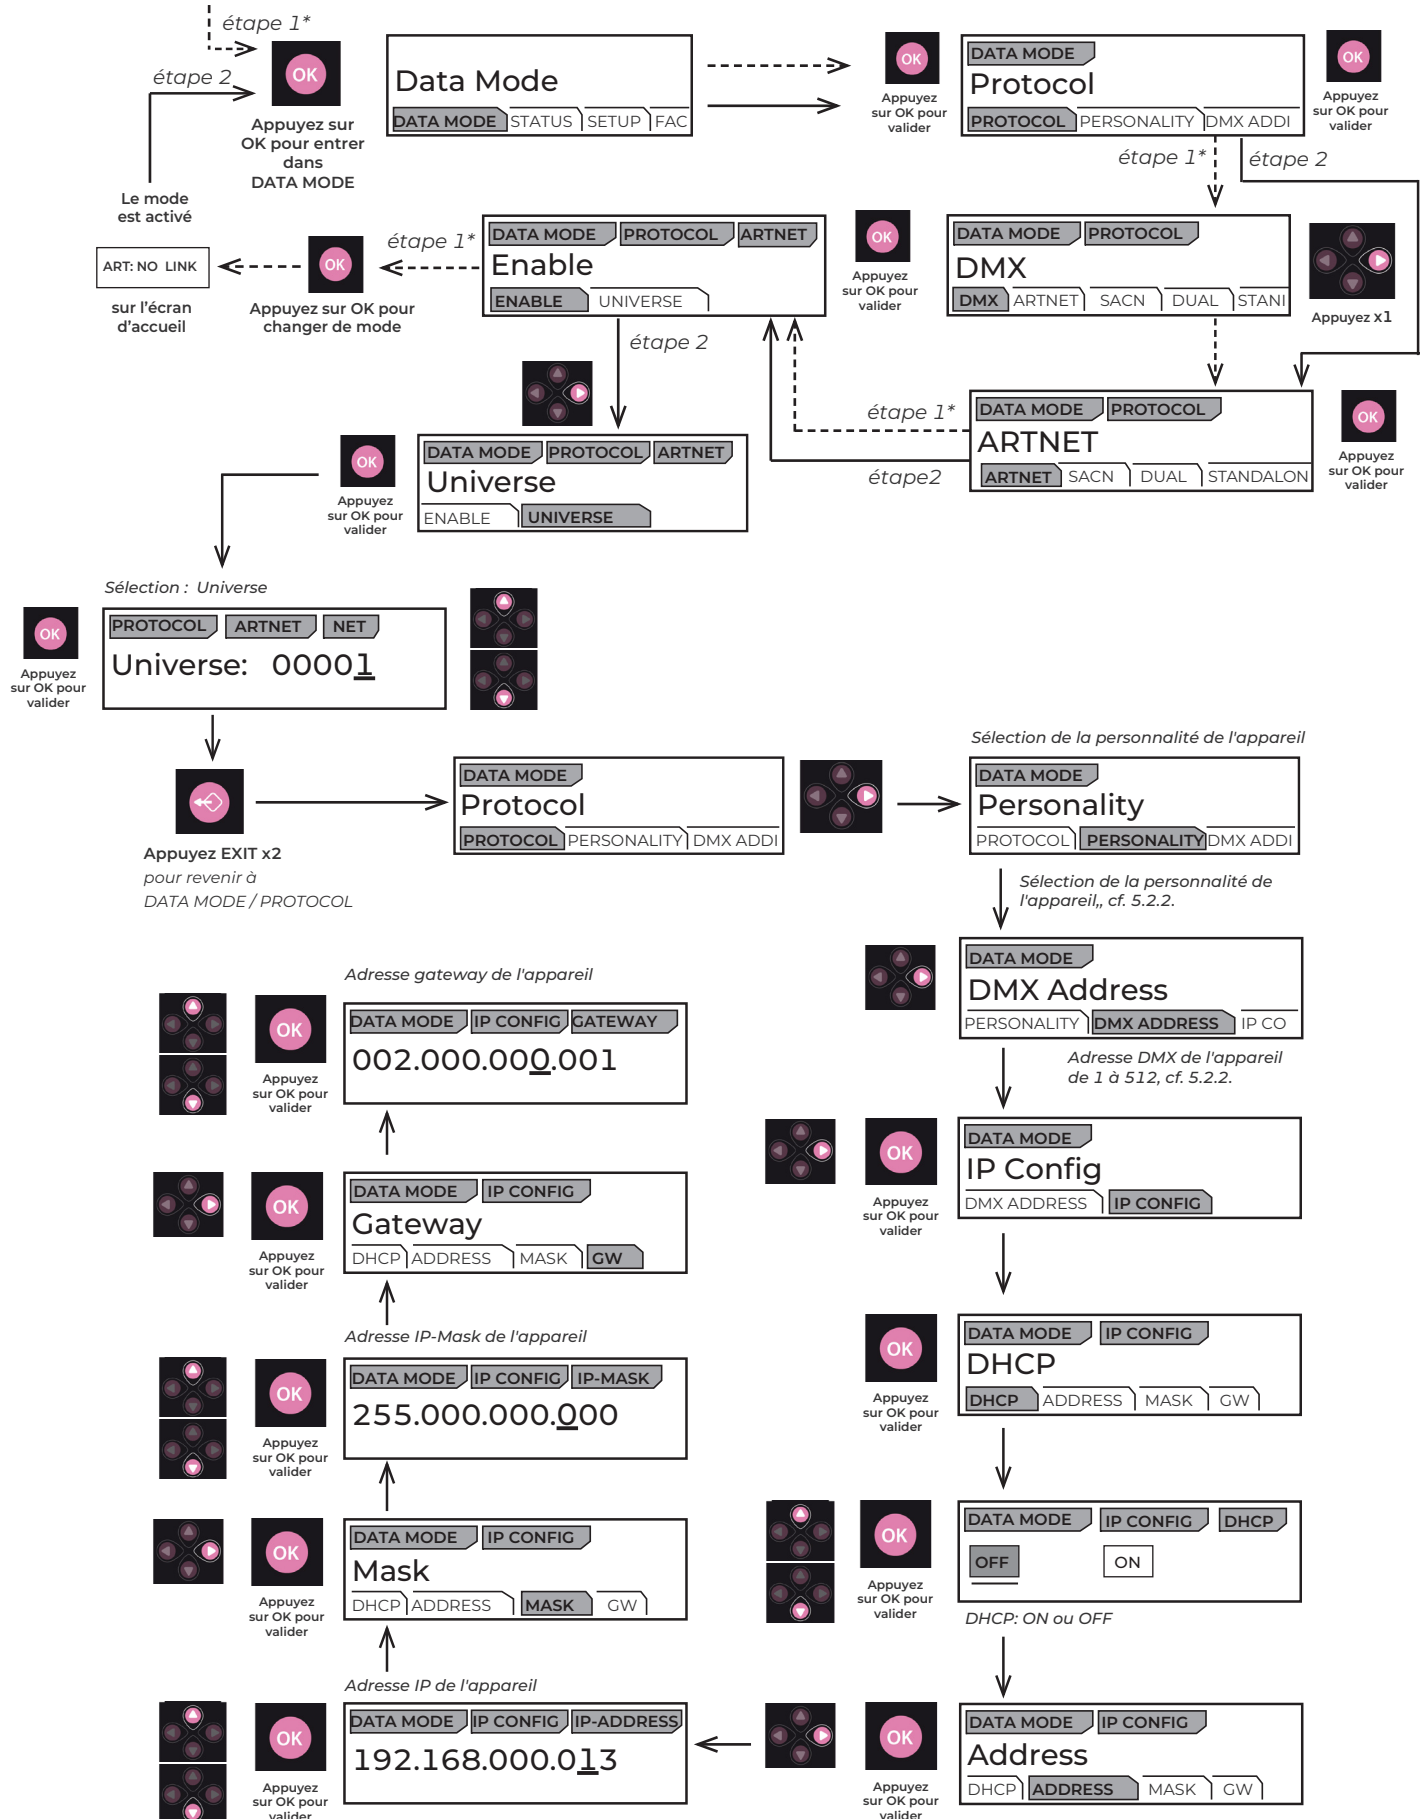 étape 1*
étape 2
OK
Appuyez sur
OK pour entrer
dans
DATA MODE
Le mode
est activé
Data Mode
DATA MODE STATUS SETUP FAC
OK
Appuyez
sur OK pour
valider
DATA MODE
Protocol
PROTOCOL PERSONALITY DMX ADDI
OK
Appuyez
sur OK pour
valider
étape 1*
étape 2
DATA MODE PROTOCOL
DMX
DMX ARTNET SACN DUAL STANI
Appuyez x1
OK
Appuyez
sur OK pour
valider
DATA MODE PROTOCOL ARTNET
Enable
ENABLE UNIVERSE
étape 1*
OK
Appuyez sur OK pour
changer de mode
ART: NO LINK
sur l'écran
d'accueil
étape 2
étape 1*
étape2
DATA MODE PROTOCOL
ARTNET
ARTNET SACN DUAL STANDALON
OK
Appuyez
sur OK pour
valider
DATA MODE PROTOCOL ARTNET
Universe
ENABLE UNIVERSE
OK
Appuyez
sur OK pour
valider
Sélection : Universe
OK
Appuyez
sur OK pour
valider
PROTOCOL ARTNET NET
Universe: 00001
Appuyez EXIT x2
pour revenir à
DATA MODE / PROTOCOL
DATA MODE
Protocol
PROTOCOL PERSONALITY DMX ADDI
Sélection de la personnalité de l'appareil
DATA MODE
Personality
PROTOCOL PERSONALITY DMX ADDI
Sélection de la personnalité de
l'appareil,, cf. 5.2.2.
DATA MODE
DMX Address
PERSONALITY DMX ADDRESS IP CO
Adresse DMX de l'appareil
de 1 à 512, cf. 5.2.2.
OK
Appuyez
sur OK pour
valider
DATA MODE
IP Config
DMX ADDRESS IP CONFIG
OK
Appuyez
sur OK pour
valider
DATA MODE IP CONFIG
DHCP
DHCP ADDRESS MASK GW
OK
Appuyez
sur OK pour
valider
DATA MODE IP CONFIG DHCP
OFF ON
DHCP: ON ou OFF
OK
Appuyez
sur OK pour
valider
DATA MODE IP CONFIG
Address
DHCP ADDRESS MASK GW
Adresse IP de l'appareil
OK
Appuyez
sur OK pour
valider
DATA MODE IP CONFIG IP-ADDRESS
192.168.000.013
OK
Appuyez
sur OK pour
valider
DATA MODE IP CONFIG
Mask
DHCP ADDRESS MASK GW
Adresse IP-Mask de l'appareil
OK
Appuyez
sur OK pour
valider
DATA MODE IP CONFIG IP-MASK
255.000.000.000
OK
Appuyez
sur OK pour
valider
DATA MODE IP CONFIG
Gateway
DHCP ADDRESS MASK GW
Adresse gateway de l'appareil
OK
Appuyez
sur OK pour
valider
DATA MODE IP CONFIG GATEWAY
002.000.000.001